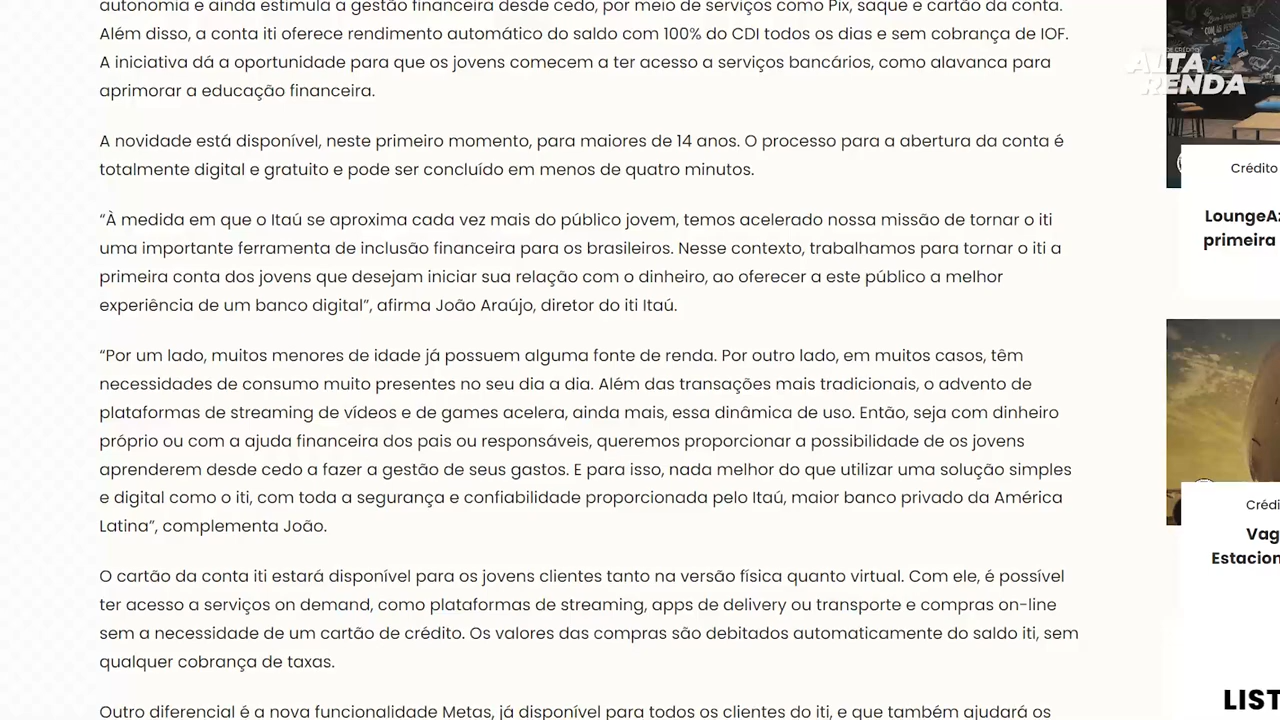 autonomia e ainda estimula a gestão financeira desde cedo, por meio de serviços como Pix, saque e cartão da conta.
Além disso, a conta iti oferece rendimento automático do saldo com 100% do CDI todos os dias e sem cobrança de IOF.
A iniciativa dá a oportunidade para que os jovens comecem a ter acesso a serviços bancários, como alavanca para
aprimorar a educação financeira.
A novidade está disponível, neste primeiro momento, para maiores de 14 anos. O processo para a abertura da conta é
totalmente digital e gratuito e pode ser concluído em menos de quatro minutos.
“À medida em que o Itaú se aproxima cada vez mais do público jovem, temos acelerado nossa missão de tornar o iti
uma importante ferramenta de inclusão financeira para os brasileiros. Nesse contexto, trabalhamos para tornar o iti a
primeira conta dos jovens que desejam iniciar sua relação com o dinheiro, ao oferecer a este público a melhor
experiência de um banco digital”, afirma João Araújo, diretor do iti Itaú.
“Por um lado, muitos menores de idade já possuem alguma fonte de renda. Por outro lado, em muitos casos, têm
necessidades de consumo muito presentes no seu dia a dia. Além das transações mais tradicionais, o advento de
plataformas de streaming de vídeos e de games acelera, ainda mais, essa dinâmica de uso. Então, seja com dinheiro
próprio ou com a ajuda financeira dos pais ou responsáveis, queremos proporcionar a possibilidade de os jovens
aprenderem desde cedo a fazer a gestão de seus gastos. E para isso, nada melhor do que utilizar uma solução simples
e digital como o iti, com toda a segurança e confiabilidade proporcionada pelo Itaú, maior banco privado da América
Latina”, complementa João.
O cartão da conta iti estará disponível para os jovens clientes tanto na versão física quanto virtual. Com ele, é possível
ter acesso a serviços on demand, como plataformas de streaming, apps de delivery ou transporte e compras on-line
sem a necessidade de um cartão de crédito. Os valores das compras são debitados automaticamente do saldo iti, sem
qualquer cobrança de taxas.
Outro diferencial é a nova funcionalidade Metas, já disponível para todos os clientes do iti, e que também ajudará os
ALTA
RENDA
Crédito
LoungeAz
primeira
Crédi
Vag
Estacion
LIST